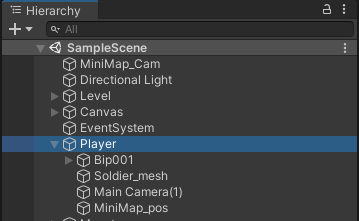 Hierarchy
All
SampleScene
MiniMap_Cam
Directional Light
Level
Canvas
EventSystem
Player
Bip001
Soldier_mesh
Main Camera(1)
MiniMap_pos